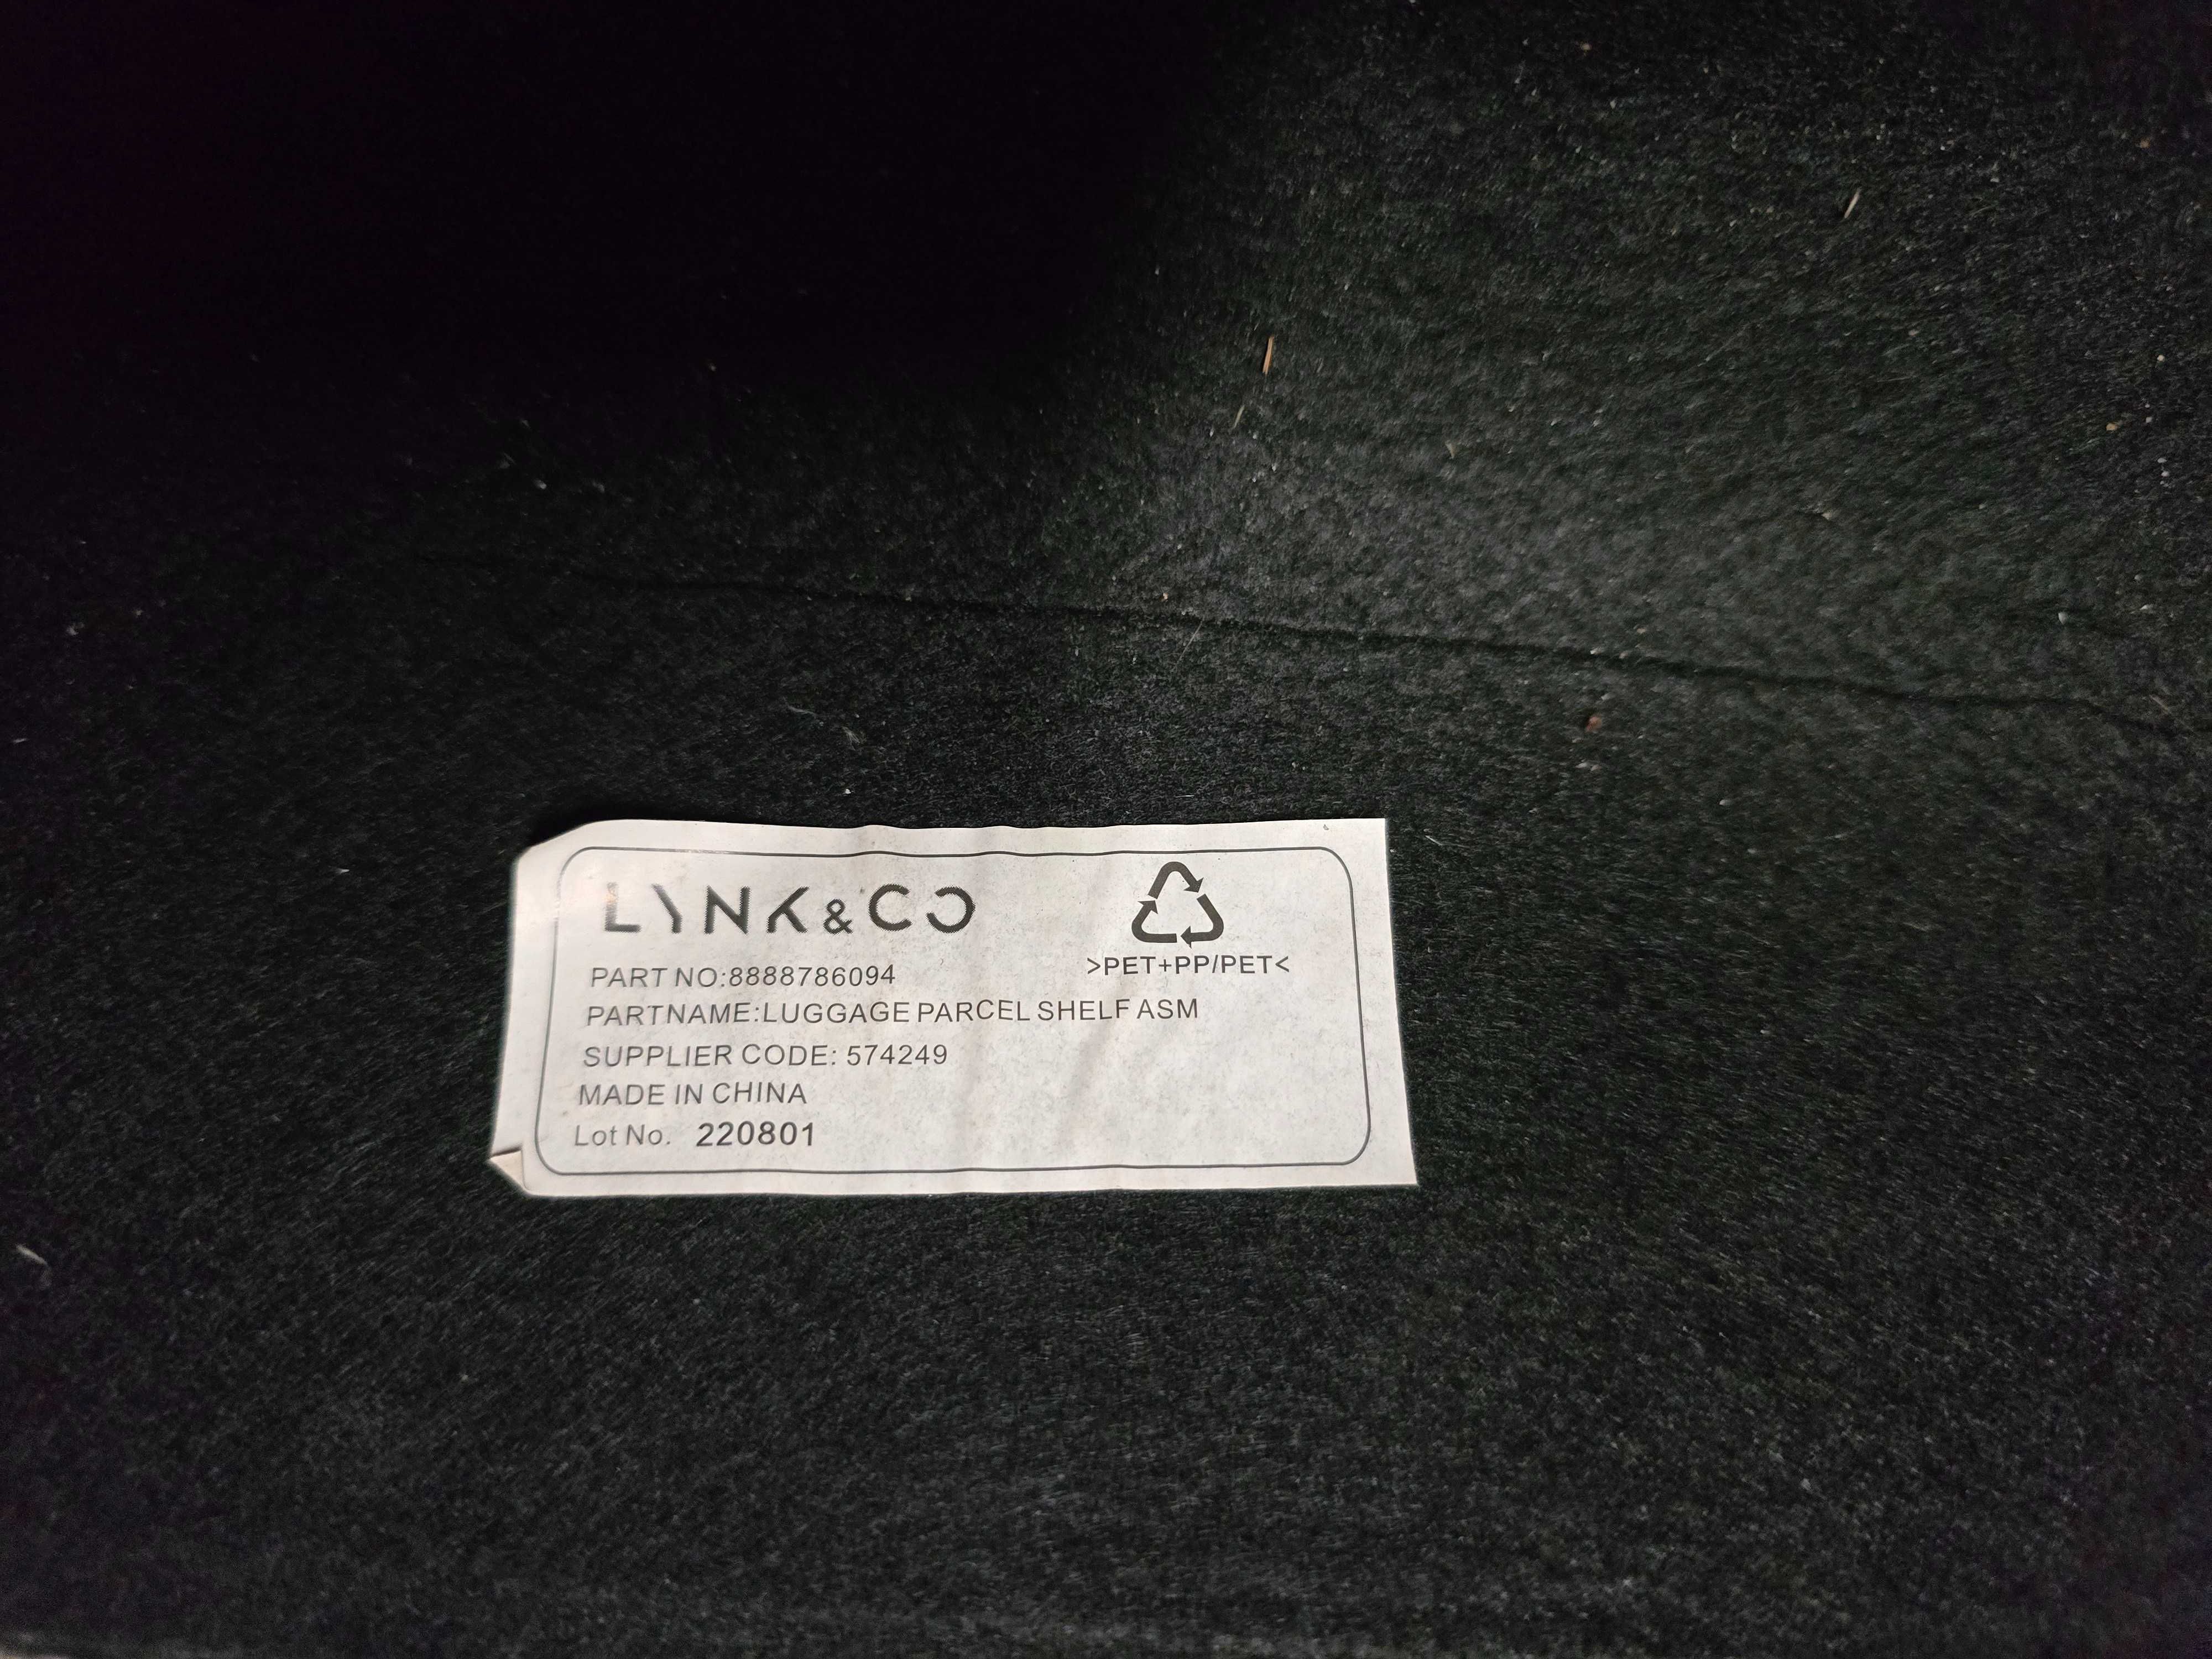 LYNK & CO
>PET+PP/PET<
PART NO:8888786094
PARTNAME:LUGGAGE PARCEL SHELF ASM
SUPPLIER CODE: 574249
MADE IN CHINA
Lot No. 220801